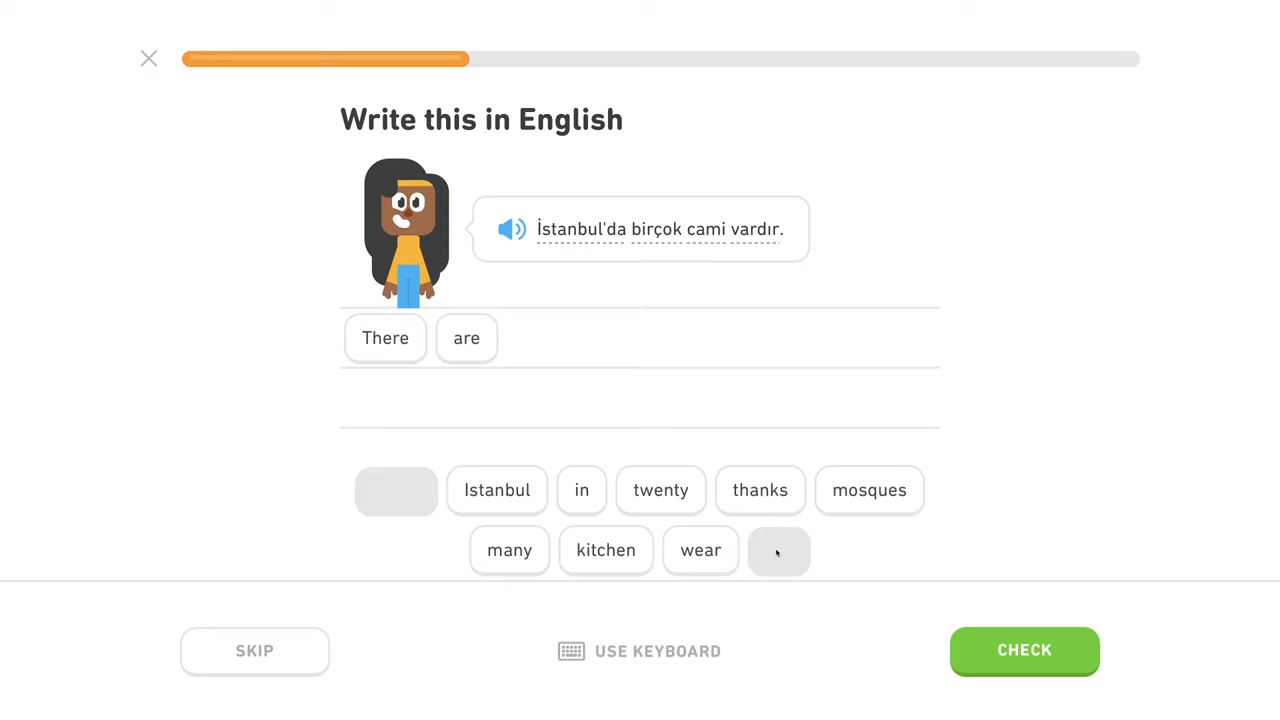 Write this in English
İstanbul'da birçok cami vardır.
There are
Istanbul in twenty thanks mosques
many kitchen wear
SKIP USE KEYBOARD CHECK